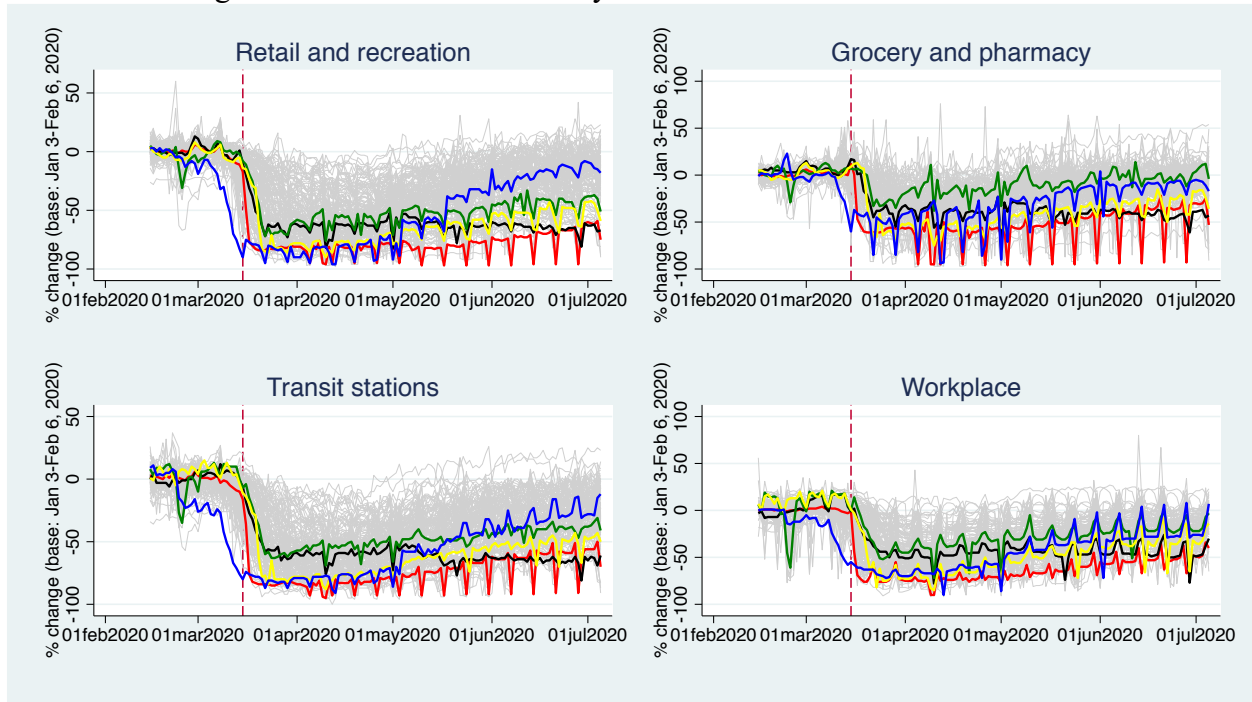 Retail and recreation
% change (base: Jan 3-Feb 6, 2020)
50
0
-50
-100
01feb2020 01mar2020 01apr2020 01may2020 01jun2020 01jul2020
Grocery and pharmacy
% change (base: Jan 3-Feb 6, 2020)
100
50
0
-50
-100
01feb2020 01mar2020 01apr2020 01may2020 01jun2020 01jul2020
Transit stations
% change (base: Jan 3-Feb 6, 2020)
50
0
-50
-100
01feb2020 01mar2020 01apr2020 01may2020 01jun2020 01jul2020
Workplace
% change (base: Jan 3-Feb 6, 2020)
100
50
0
-50
-100
01feb2020 01mar2020 01apr2020 01may2020 01jun2020 01jul2020